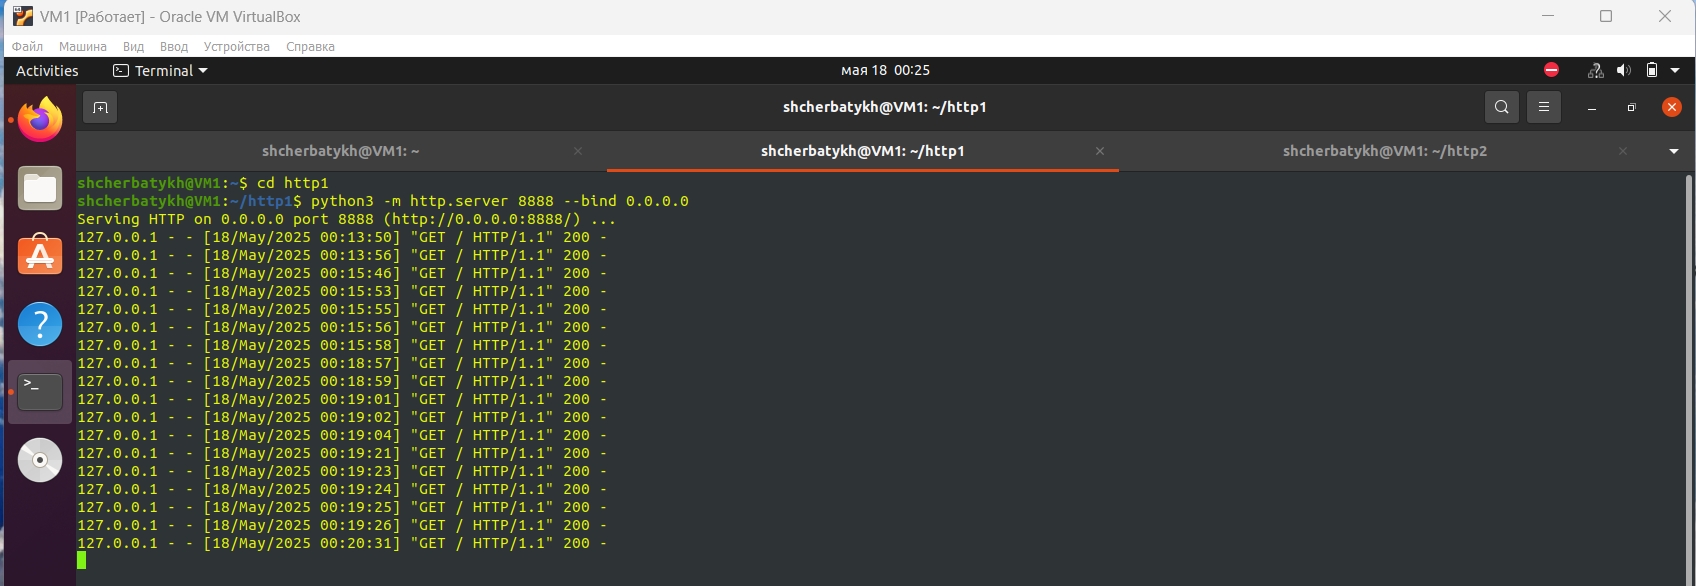 VM1 [Работает] - Oracle VM VirtualBox
Файл Машина Вид Ввод Устройства Справка
Activities Terminal мая 18 00:25
shcherbatykh@VM1: ~/http1
shcherbatykh@VM1: ~ shcherbatykh@VM1: ~/http1 shcherbatykh@VM1: ~/http2
shcherbatykh@VM1:~$ cd http1
shcherbatykh@VM1:~/http1$ python3 -m http.server 8888 --bind 0.0.0.0
Serving HTTP on 0.0.0.0 port 8888 (http://0.0.0.0:8888/) ...
127.0.0.1 - - [18/May/2025 00:13:50] "GET / HTTP/1.1" 200 -
127.0.0.1 - - [18/May/2025 00:13:56] "GET / HTTP/1.1" 200 -
127.0.0.1 - - [18/May/2025 00:15:46] "GET / HTTP/1.1" 200 -
127.0.0.1 - - [18/May/2025 00:15:53] "GET / HTTP/1.1" 200 -
127.0.0.1 - - [18/May/2025 00:15:55] "GET / HTTP/1.1" 200 -
127.0.0.1 - - [18/May/2025 00:15:56] "GET / HTTP/1.1" 200 -
127.0.0.1 - - [18/May/2025 00:15:58] "GET / HTTP/1.1" 200 -
127.0.0.1 - - [18/May/2025 00:18:57] "GET / HTTP/1.1" 200 -
127.0.0.1 - - [18/May/2025 00:18:59] "GET / HTTP/1.1" 200 -
127.0.0.1 - - [18/May/2025 00:19:01] "GET / HTTP/1.1" 200 -
127.0.0.1 - - [18/May/2025 00:19:02] "GET / HTTP/1.1" 200 -
127.0.0.1 - - [18/May/2025 00:19:04] "GET / HTTP/1.1" 200 -
127.0.0.1 - - [18/May/2025 00:19:21] "GET / HTTP/1.1" 200 -
127.0.0.1 - - [18/May/2025 00:19:23] "GET / HTTP/1.1" 200 -
127.0.0.1 - - [18/May/2025 00:19:24] "GET / HTTP/1.1" 200 -
127.0.0.1 - - [18/May/2025 00:19:25] "GET / HTTP/1.1" 200 -
127.0.0.1 - - [18/May/2025 00:19:26] "GET / HTTP/1.1" 200 -
127.0.0.1 - - [18/May/2025 00:20:31] "GET / HTTP/1.1" 200 -